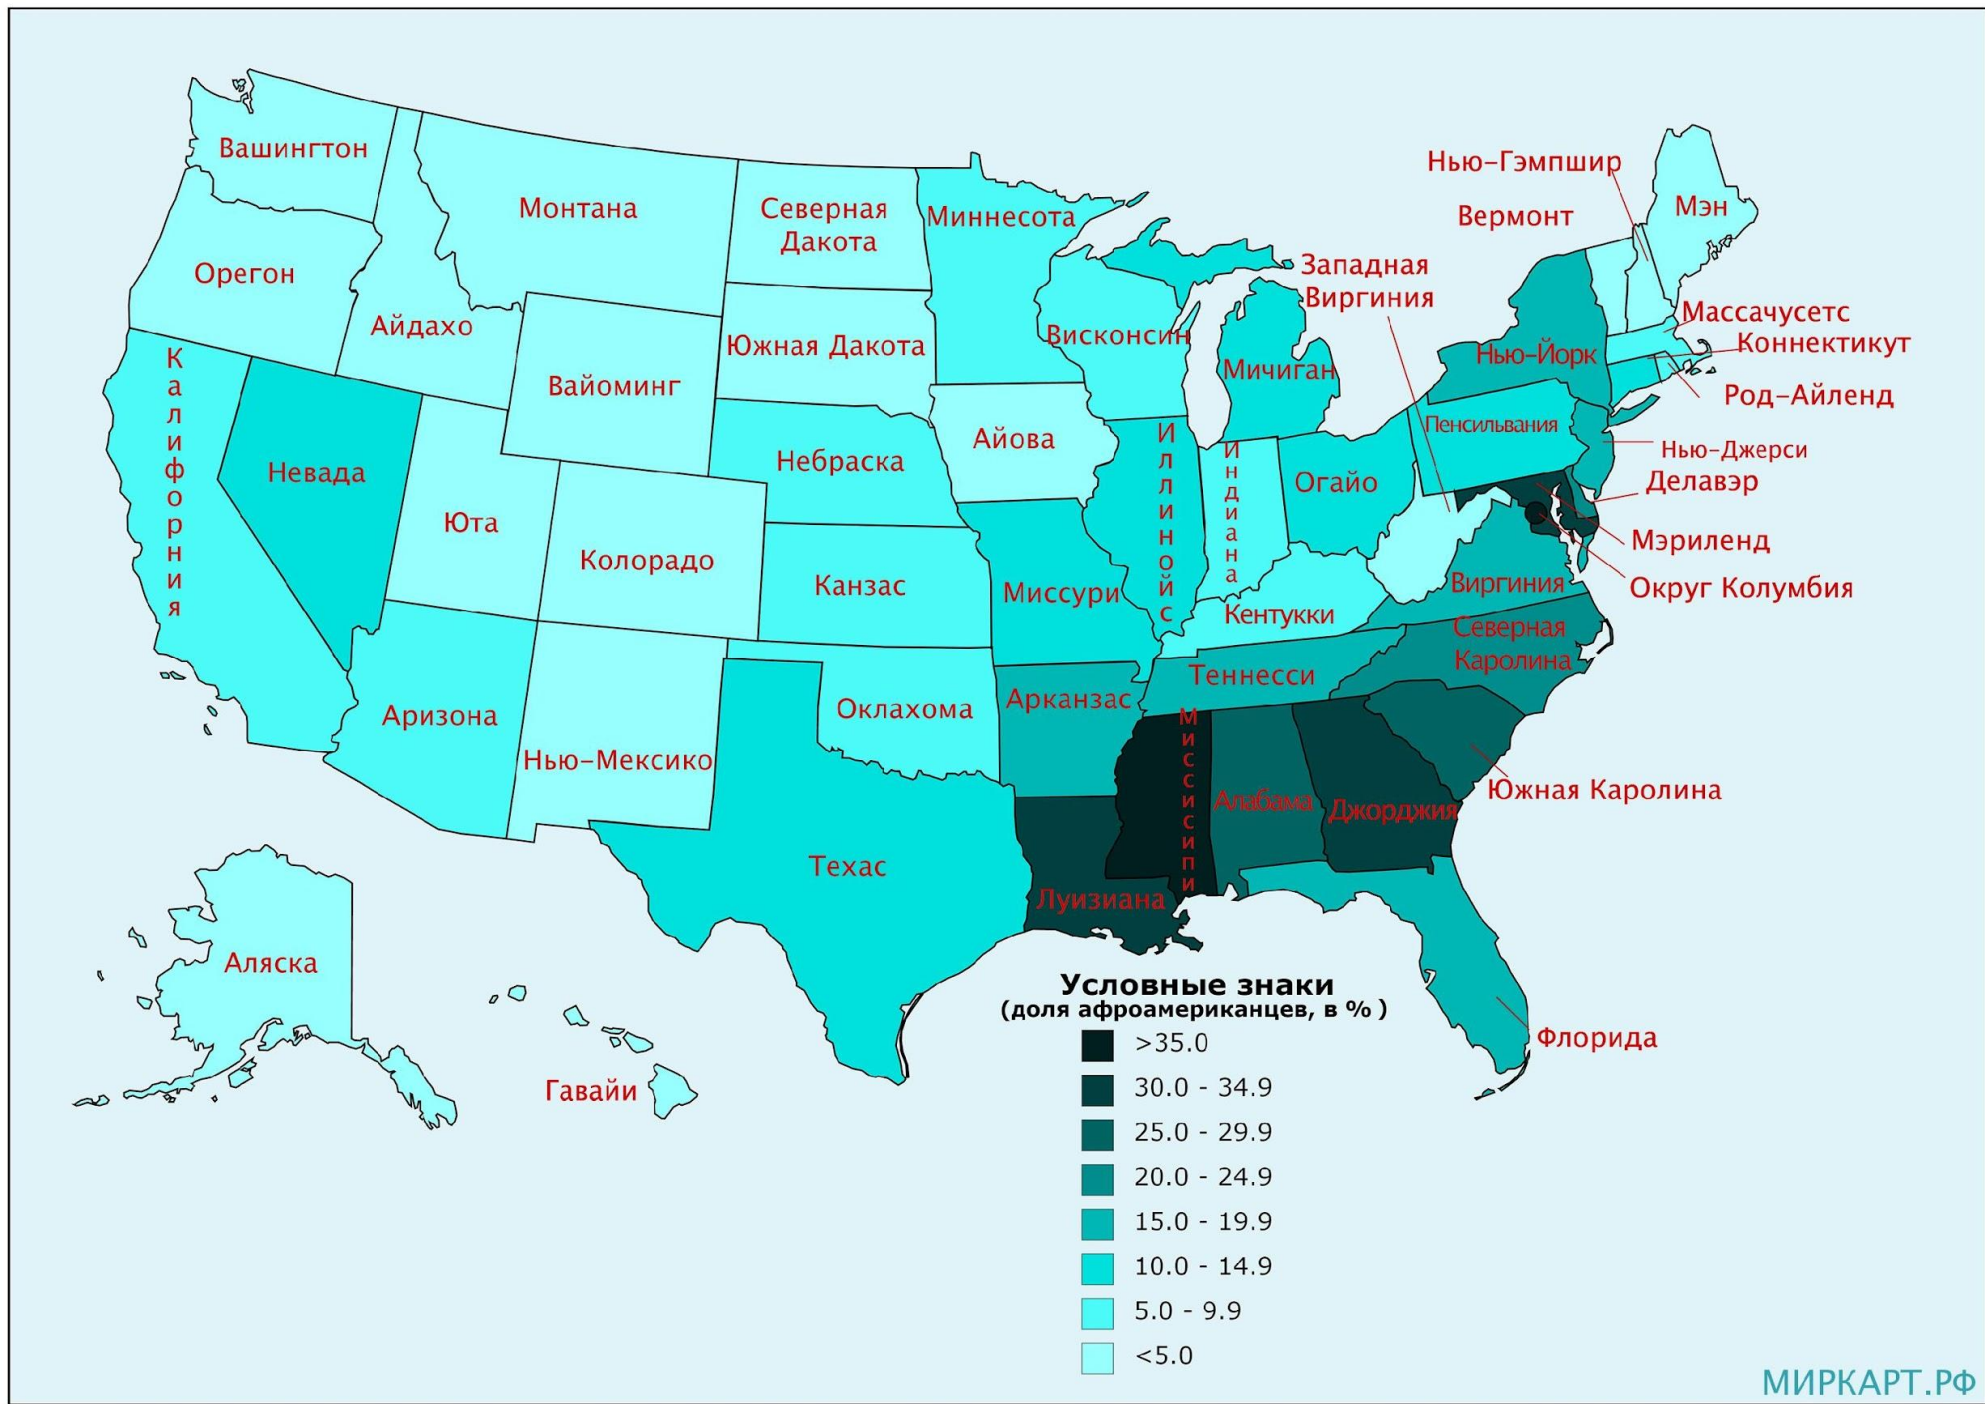 Вашингтон
Орегон
Айдахо
Монтана
Северная
Дакота
Миннесота
Южная Дакота
Вайоминг
Висконсин
Мичиган
Западная
Виргиния
Нью-Гэмпшир
Вермонт
Мэн
Массачусетс
Коннектикут
Род-Айленд
Нью-Йорк
Пенсильвания
Нью-Джерси
Делавэр
Мэриленд
Округ Колумбия
Калифорния
Невада
Юта
Колорадо
Небраска
Айова
Иллинойс
Индиана
Огайо
Канзас
Миссури
Кентукки
Виргиния
Северная
Каролина
Теннесси
Аризона
Нью-Мексико
Оклахома
Арканзас
Миссисипи
Алабама
Джорджия
Южная Каролина
Техас
Луизиана
Флорида
Аляска
Гавайи
Условные знаки
(доля афроамериканцев, в % )
>35.0
30.0 - 34.9
25.0 - 29.9
20.0 - 24.9
15.0 - 19.9
10.0 - 14.9
5.0 - 9.9
<5.0
МИРКАРТ.РФ